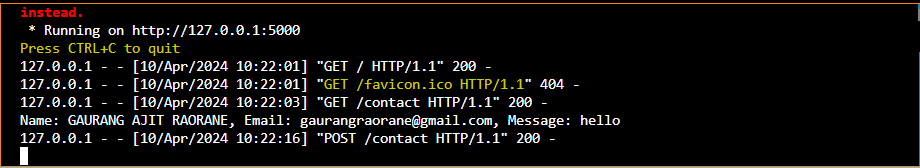 instead.
 * Running on http://127.0.0.1:5000
Press CTRL+C to quit
127.0.0.1 - - [10/Apr/2024 10:22:01] "GET / HTTP/1.1" 200 -
127.0.0.1 - - [10/Apr/2024 10:22:01] "GET /favicon.ico HTTP/1.1" 404 -
127.0.0.1 - - [10/Apr/2024 10:22:03] "GET /contact HTTP/1.1" 200 -
Name: GAURANG AJIT RAORANE, Email: gaurangraorane@gmail.com, Message: hello
127.0.0.1 - - [10/Apr/2024 10:22:16] "POST /contact HTTP/1.1" 200 -